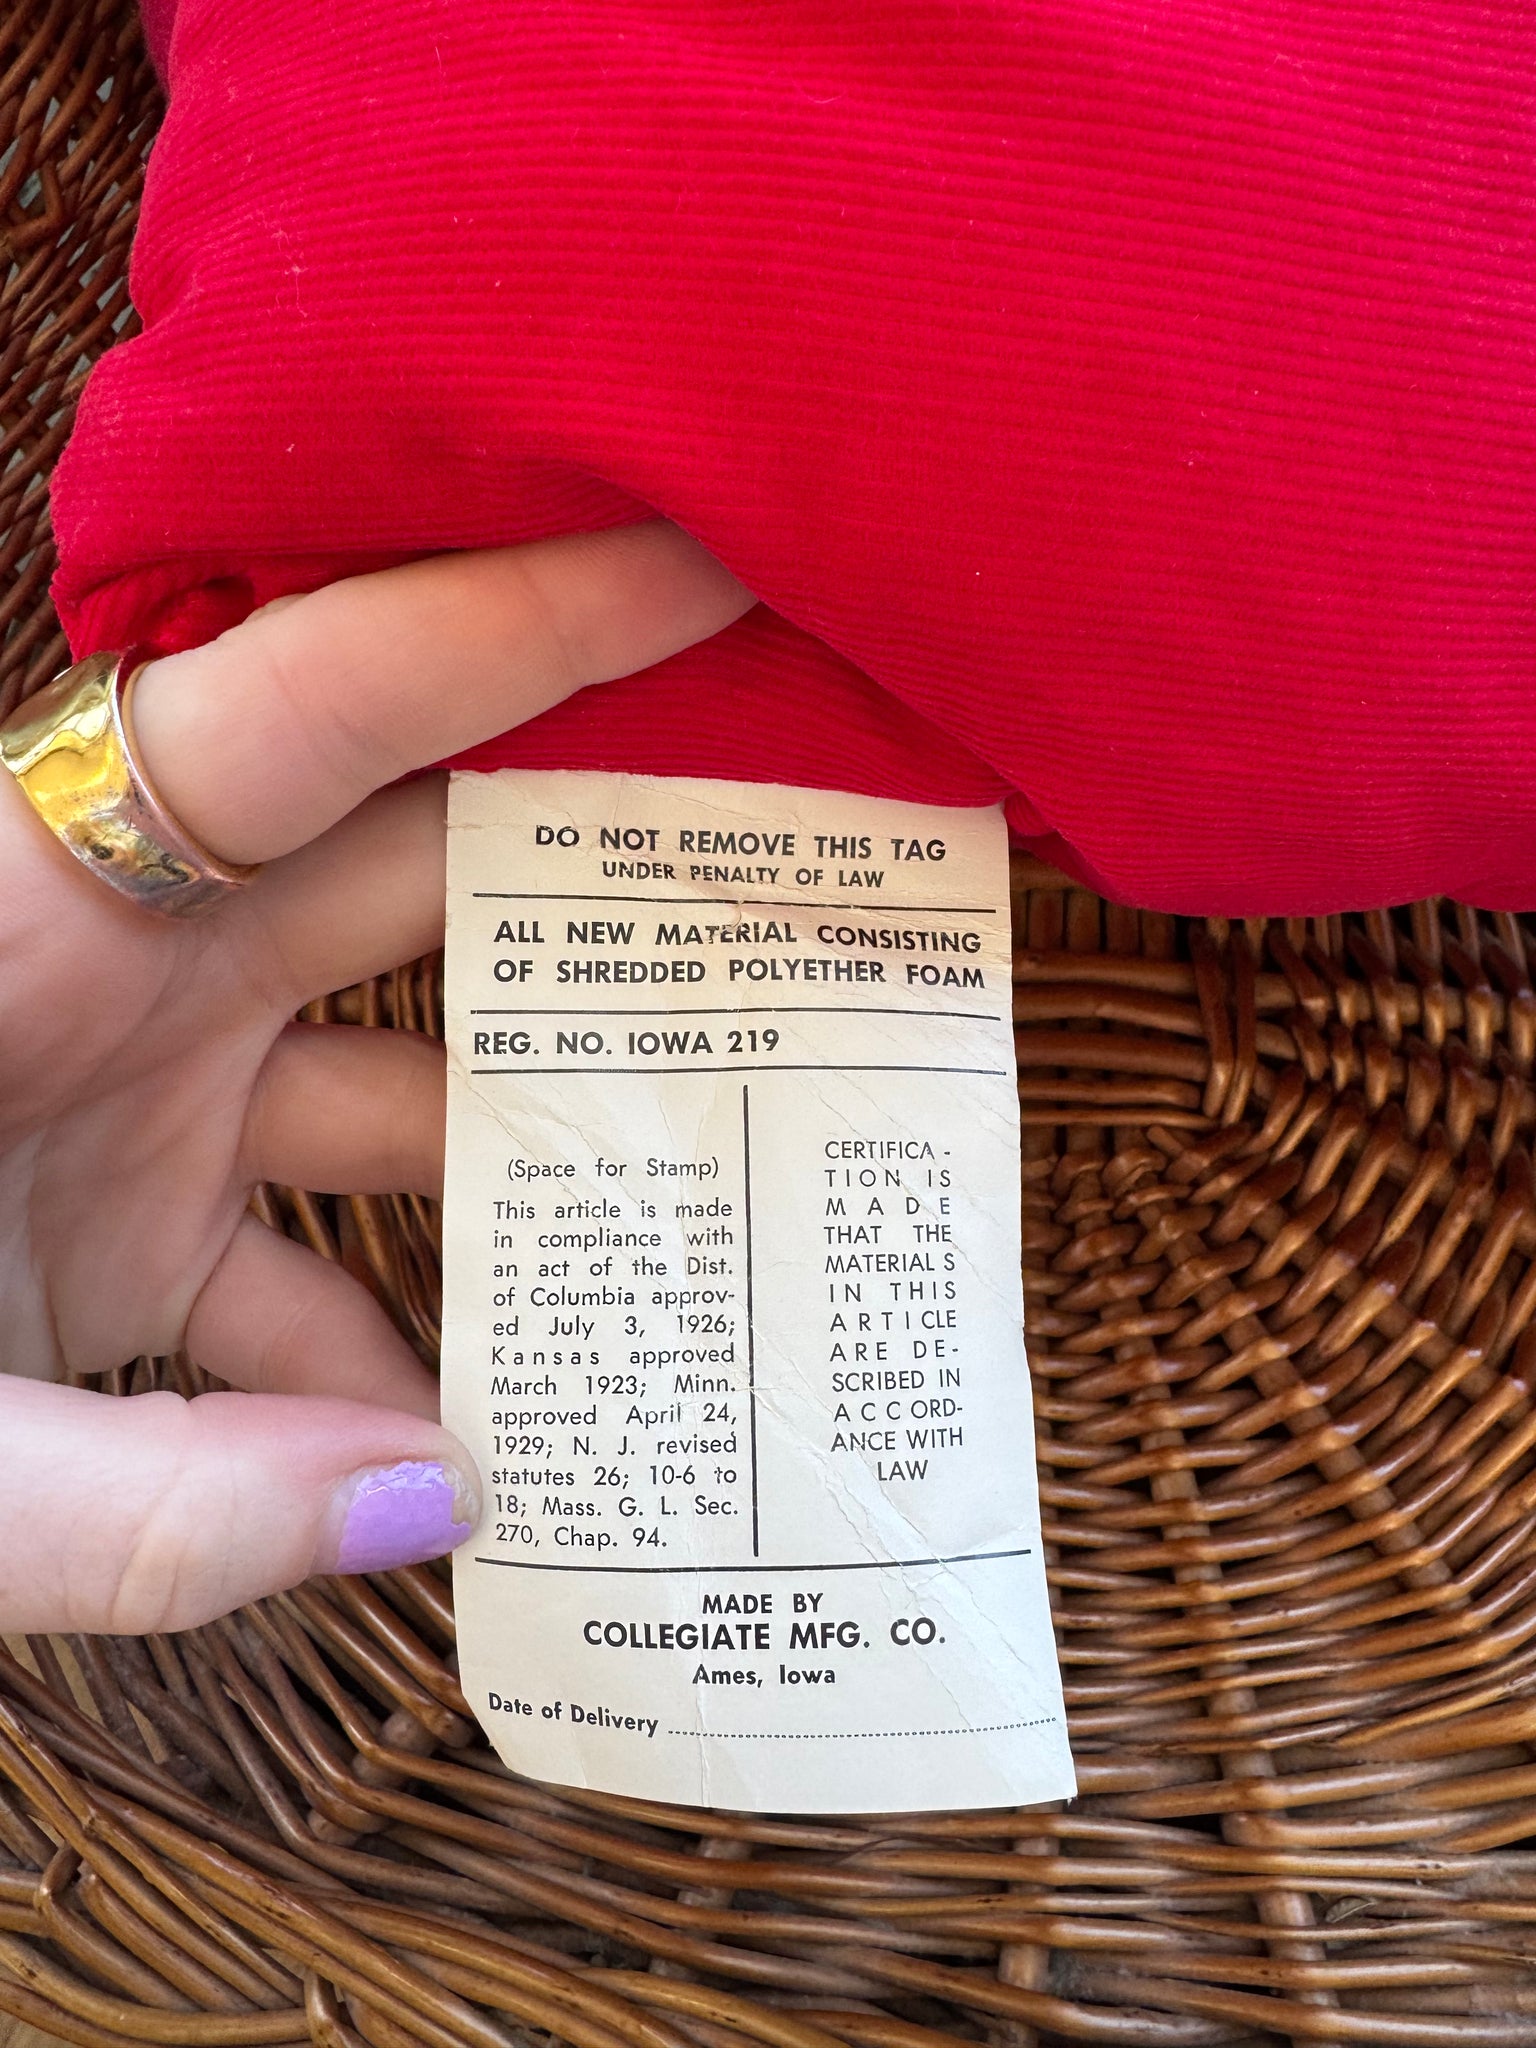 DO NOT REMOVE THIS TAG
UNDER PENALTY OF LAW
ALL NEW MATERIAL CONSISTING
OF SHREDDED POLYETHER FOAM
REG. NO. IOWA 219
(Space for Stamp)
This article is made
in compliance with
an act of the Dist.
of Columbia approv-
ed July 3, 1926;
Kansas approved
March 1923; Minn.
approved April 24,
1929; N. J. revised
statutes 26; 10-6 to
18; Mass. G. L. Sec.
270, Chap. 94.
CERTIFICA-
TION IS
MADE
THAT THE
MATERIALS
IN THIS
ARTICLE
ARE DE-
SCRIBED IN
ACCORD-
ANCE WITH
LAW
MADE BY
COLLEGIATE MFG. CO.
Ames, Iowa
Date of Delivery